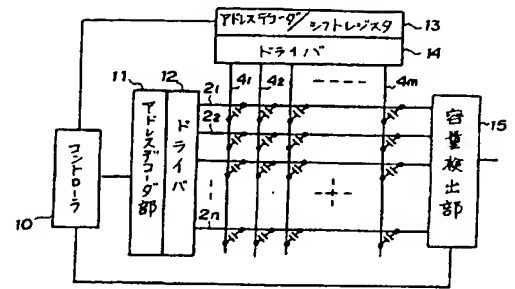 アドレスデコーダ/シフトレジスタ
13
ドライバ
14
41 42 4m
11 12
21
22
2n
アドレスデコーダ部
ドライバ
コントローラ
10
容量検出部
15